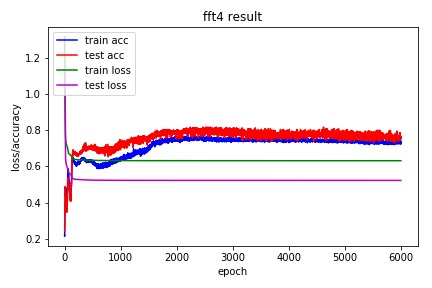 fft4 result
train acc
test acc
train loss
test loss
loss/accuracy
1.2
1.0
0.8
0.6
0.4
0.2
0
1000
2000
3000
4000
5000
6000
epoch